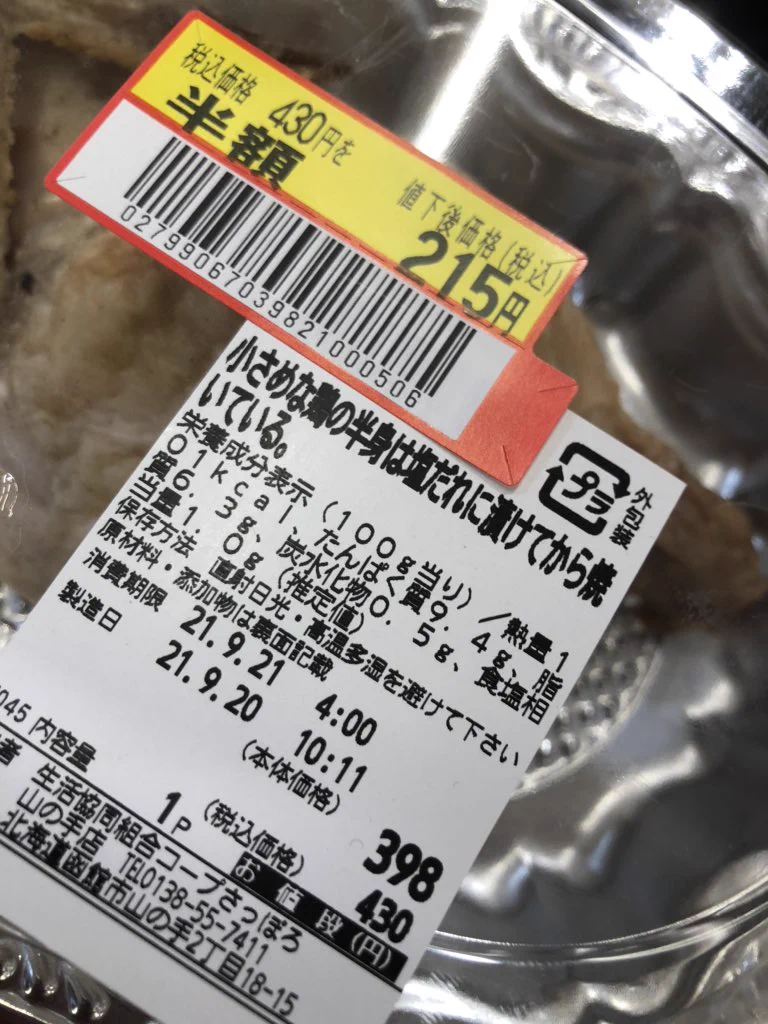 税込価格 430円を
半額
値下後価格(税込)
215円
02799067039821000506
小さめな鶏の半身は塩だれに漬けてから焼
いている。
プラ
外包装
栄養成分表示(100g当り)/熱量1
01kcal、たんぱく質9.4g、脂
質6.3g、炭水化物0.5g、食塩相
当量1.0g(推定値)
保存方法 直射日光・高温多湿を避けて下さい
原材料・添加物は裏面記載
消費期限 21.9.21 4:00
製造日 21.9.20 10:11
045 内容量 1P
(本体価格) 398
(税込価格) 430
お値段(円)
者 生活協同組合コープさっぽろ
山の手店 TEL0138-55-7411
北海道函館市山の手2丁目18-15